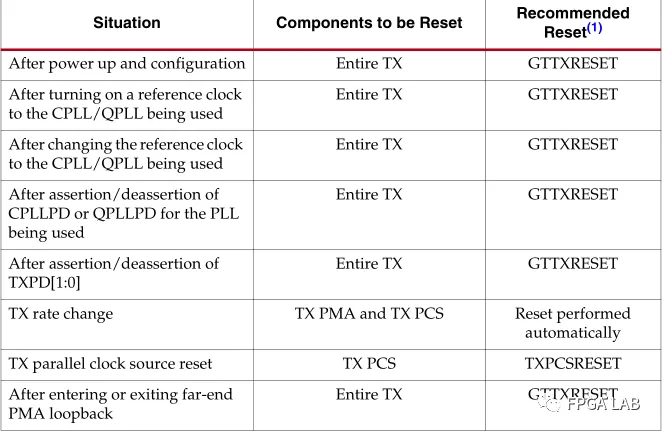 Situation Components to be Reset Recommended
Reset(1)
After power up and configuration Entire TX GTTXRESET
After turning on a reference clock Entire TX GTTXRESET
to the CPLL/QPLL being used
After changing the reference clock Entire TX GTTXRESET
to the CPLL/QPLL being used
After assertion/deassertion of Entire TX GTTXRESET
CPLLPD or QPLLPD for the PLL
being used
After assertion/deassertion of Entire TX GTTXRESET
TXPD[1:0]
TX rate change TX PMA and TX PCS Reset performed
automatically
TX parallel clock source reset TX PCS TXPCSRESET
After entering or exiting far-end Entire TX GTTXRESET
PMA loopback
FPGA LAB